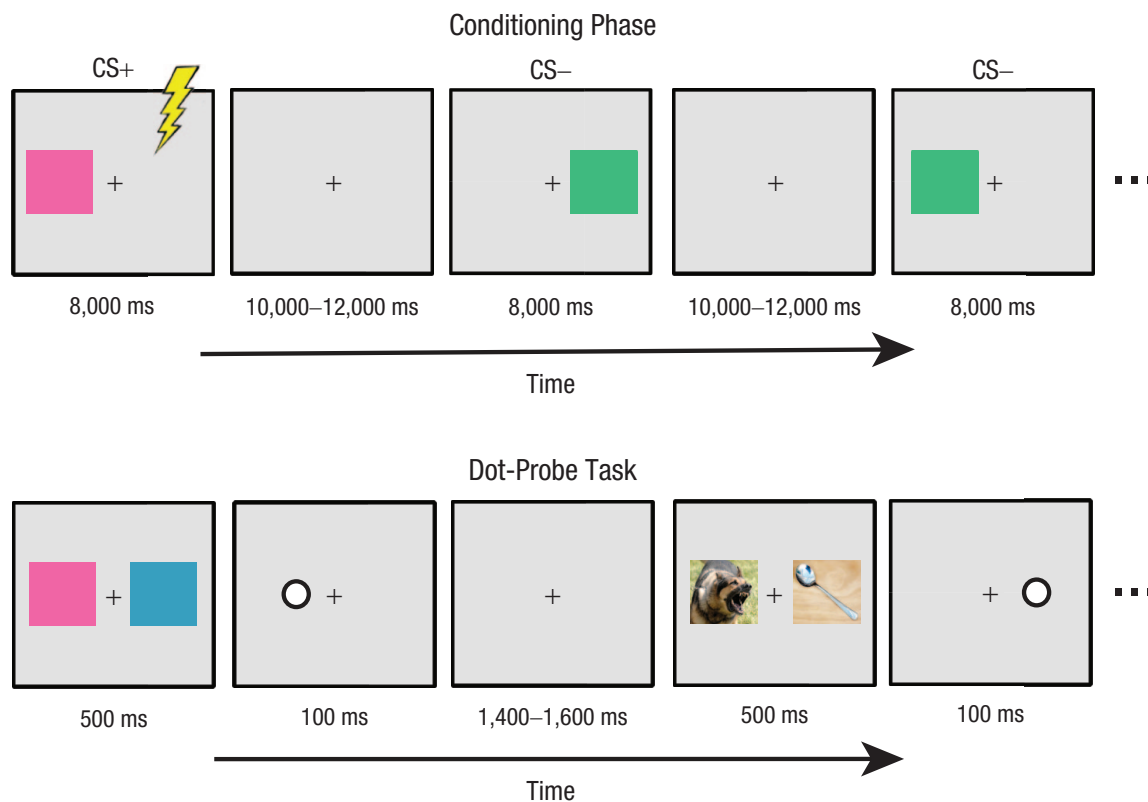 Conditioning Phase
CS+ CS– CS–
8,000 ms 10,000–12,000 ms 8,000 ms 10,000–12,000 ms 8,000 ms
Time
Dot-Probe Task
500 ms 100 ms 1,400–1,600 ms 500 ms 100 ms
Time